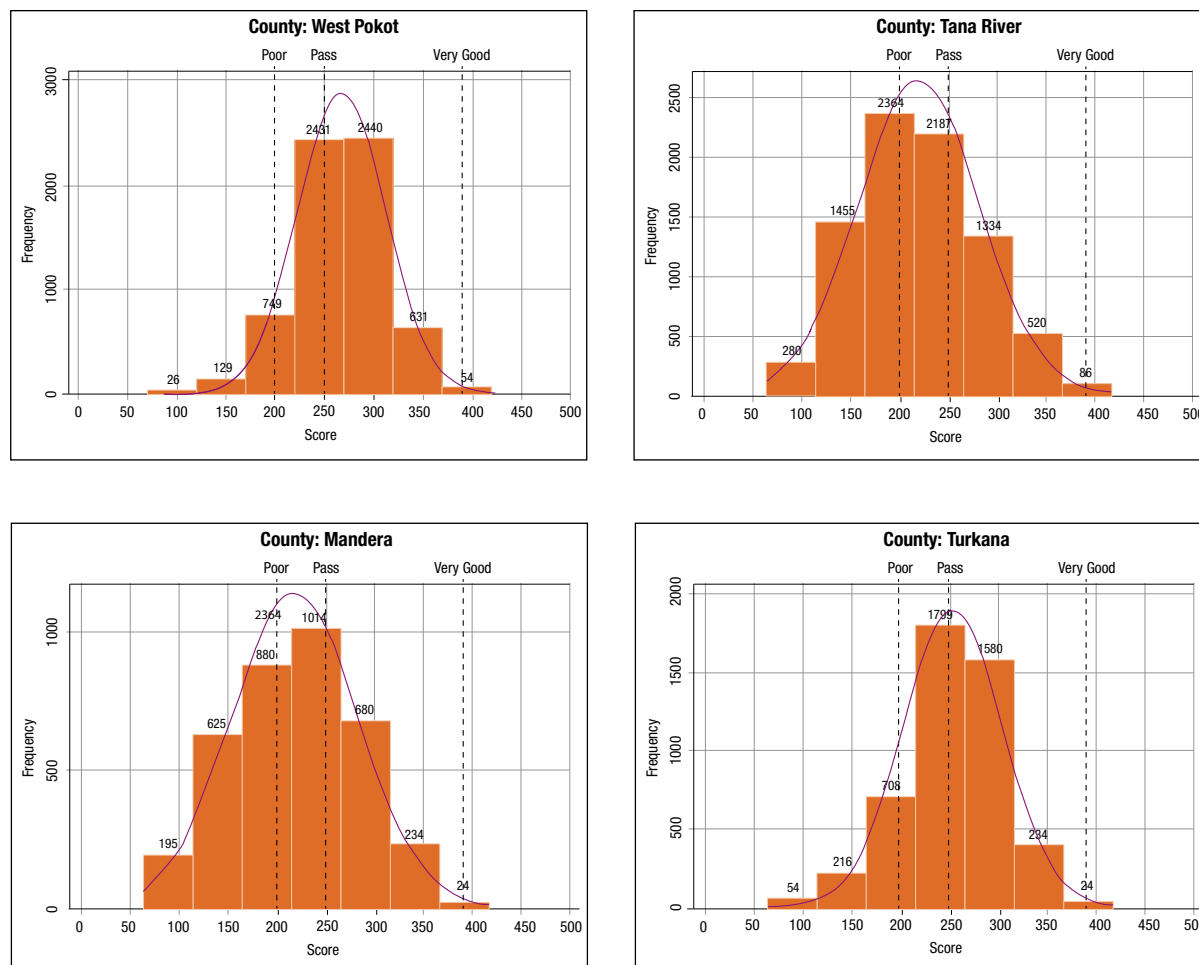 County: West Pokot
Poor Pass Very Good
Frequency
3000
2000
1000
0
26 129 749 2431 2440 631 54
0 50 100 150 200 250 300 350 400 450 500
Score
County: Tana River
Poor Pass Very Good
Frequency
2500
2000
1500
1000
500
0
280 1455 2364 2187 1334 520 86
0 50 100 150 200 250 300 350 400 450 500
Score
County: Mandera
Poor Pass Very Good
Frequency
1000
500
0
2364
195 625 880 1014 680 234 24
0 50 100 150 200 250 300 350 400 450 500
Score
County: Turkana
Poor Pass Very Good
Frequency
2000
1500
1000
500
0
54 216 708 1799 1580 234 24
0 50 100 150 200 250 300 350 400 450 500
Score